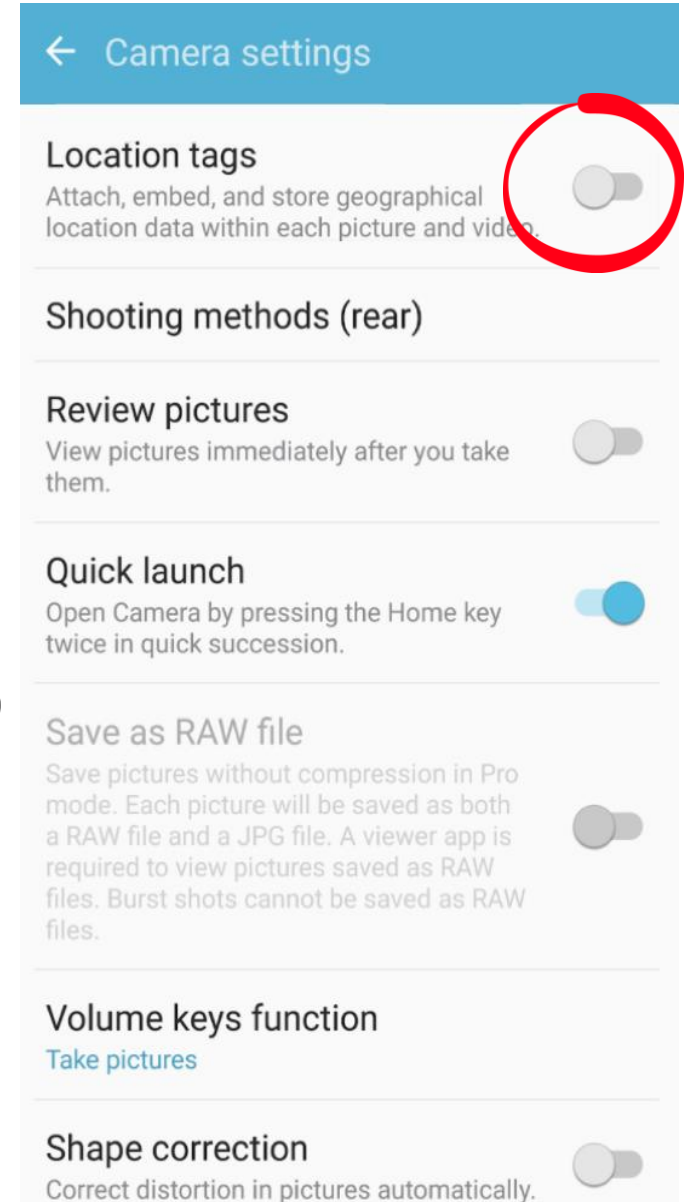 Camera settings
Location tags
Attach, embed, and store geographical
location data within each picture and video.
Shooting methods (rear)
Review pictures
View pictures immediately after you take
them.
Quick launch
Open Camera by pressing the Home key
twice in quick succession.
Save as RAW file
Save pictures without compression in Pro
mode. Each picture will be saved as both
a RAW file and a JPG file. A viewer app is
required to view pictures saved as RAW
files. Burst shots cannot be saved as RAW
files.
Volume keys function
Take pictures
Shape correction
Correct distortion in pictures automatically.